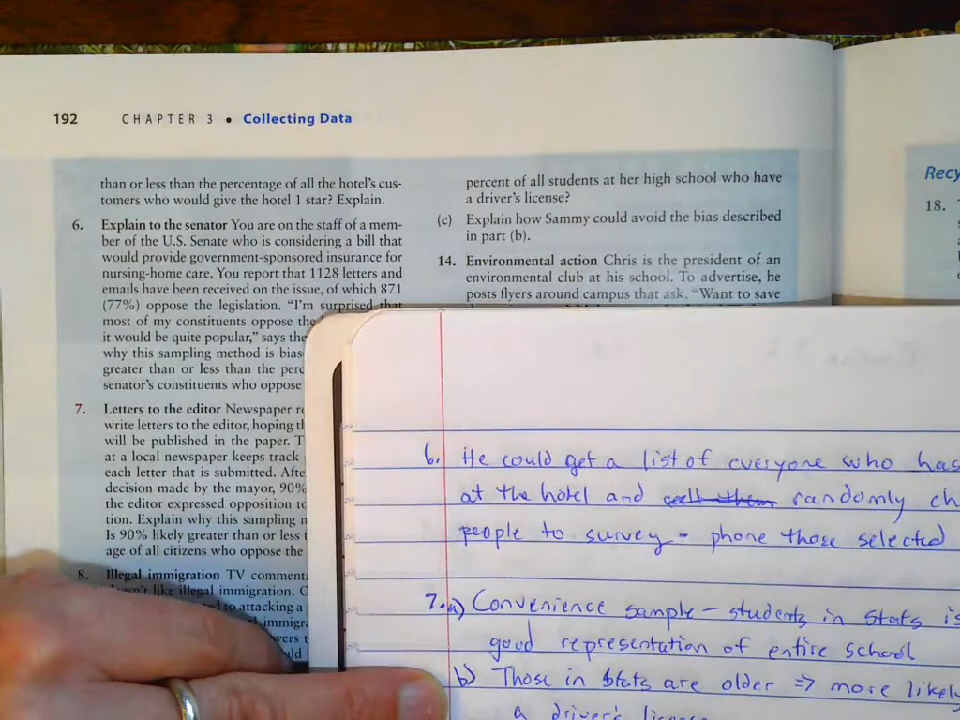 192 CHAPTER 3 • Collecting Data
than or less than the percentage of all the hotel's cus-
tomers who would give the hotel 1 star? Explain.
6. Explain to the senator You are on the staff of a mem-
ber of the U.S. Senate who is considering a bill that
would provide government-sponsored insurance for
nursing-home care. You report that 1128 letters and
emails have been received on the issue, of which 871
(77%) oppose the legislation. "I'm surprised that
most of my constituents oppose the
it would be quite popular," says the
why this sampling method is bias
greater than or less than the perc
senator's constituents who oppose
7. Letters to the editor Newspaper r
write letters to the editor, hoping th
will be published in the paper. T
at a local newspaper keeps track
each letter that is submitted. Afte
decision made by the mayor, 90%
the editor expressed opposition to
tion. Explain why this sampling
Is 90% likely greater than or less
age of all citizens who oppose the
8. Illegal immigration TV comment
like illegal immigration.
to attacking a
percent of all students at her high school who have
a driver's license?
(c) Explain how Sammy could avoid the bias described
in part (b).
14. Environmental action Chris is the president of an
environmental club at his school. To advertise, he
posts flyers around campus that ask, "Want to save
Recy
18.
6. He could get a list of everyone who has
at the hotel and call them randomly ch
people to survey - phone those selected
7. a) Convenience sample - students in stats is
good representation of entire school
b) Those in stats are older => more likely
a driver's license